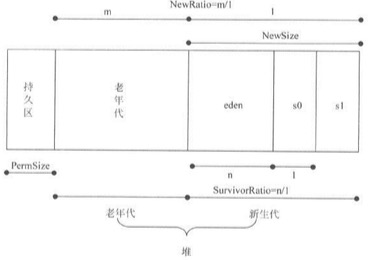 NewRatio=m/1
m
1
NewSize
持久区
老年代
eden
s0
s1
PermSize
n
1
SurvivorRatio=n/1
老年代
新生代
堆